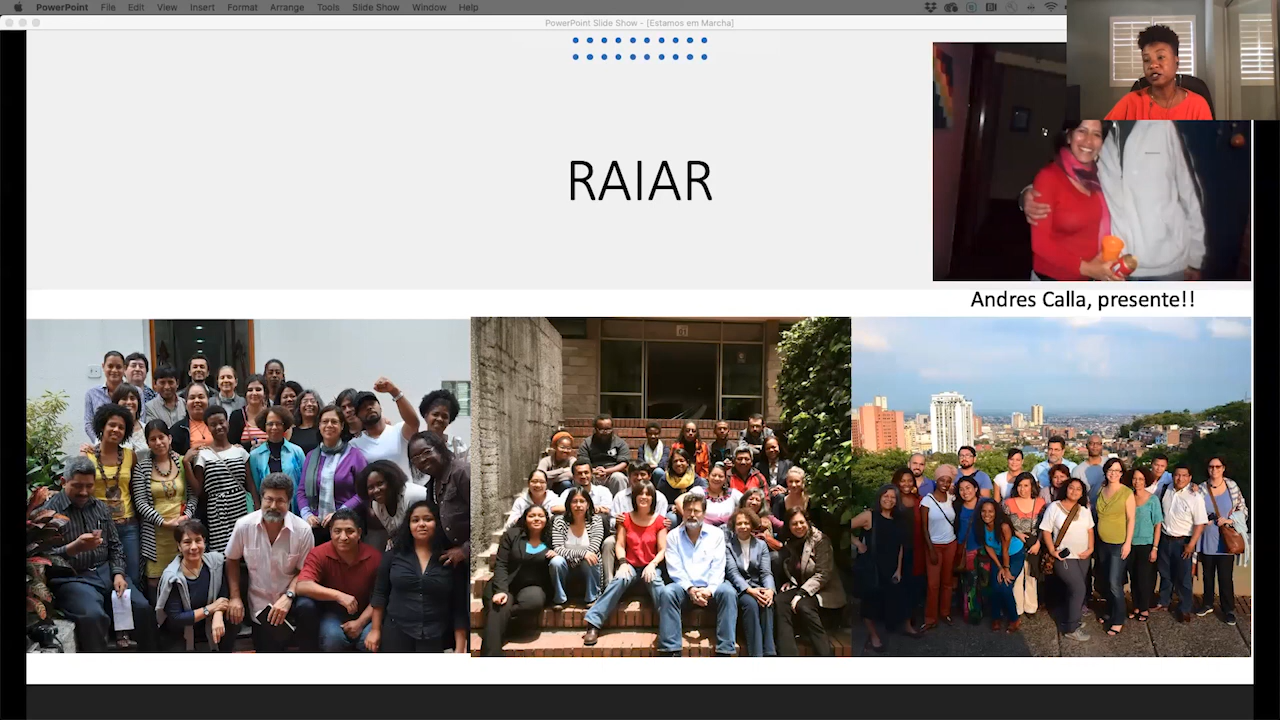 PowerPoint File Edit View Insert Format Arrange Tools Slide Show Window Help
PowerPoint Slide Show - [Estamos em Marcha]
RAIAR
Andres Calla, presente!!
01